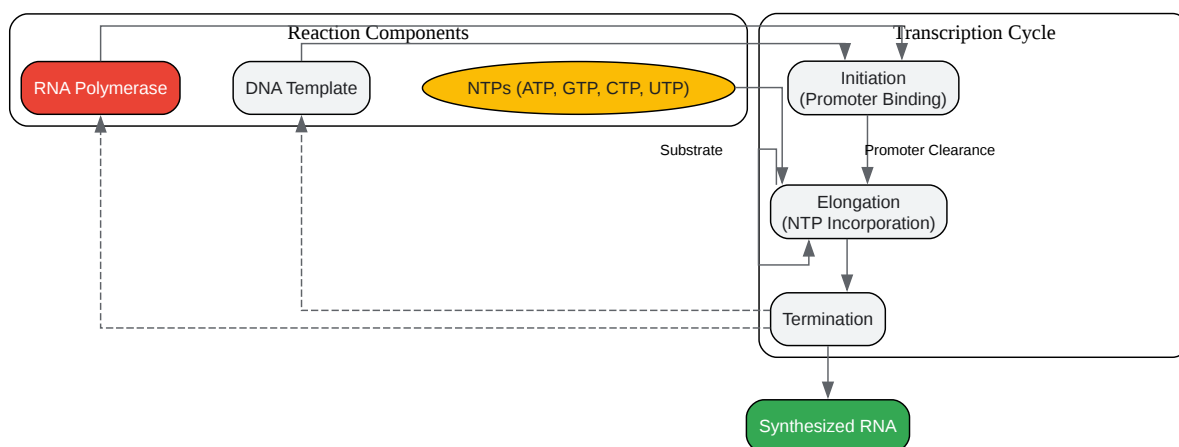 Reaction Components
Transcription Cycle
RNA Polymerase
DNA Template
NTPs (ATP, GTP, CTP, UTP)
Initiation
(Promoter Binding)
Substrate
Promoter Clearance
Elongation
(NTP Incorporation)
Termination
Synthesized RNA